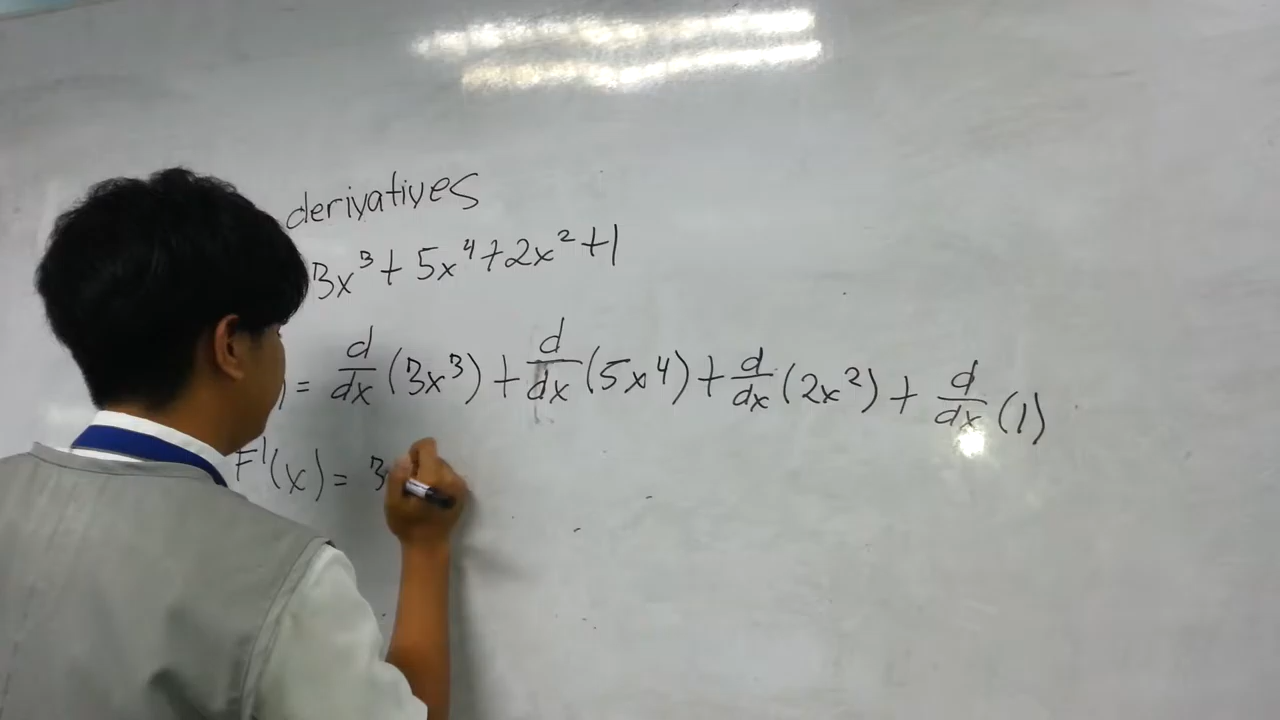 derivatives
3x³ + 5x⁴ + 2x² + 1
) = d/dx (3x³) + d/dx (5x⁴) + d/dx (2x²) + d/dx (1)
F'(x) = 3